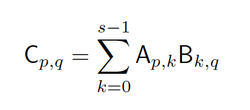 C_{p,q} = \sum_{k=0}^{s-1} A_{p,k} B_{k,q}